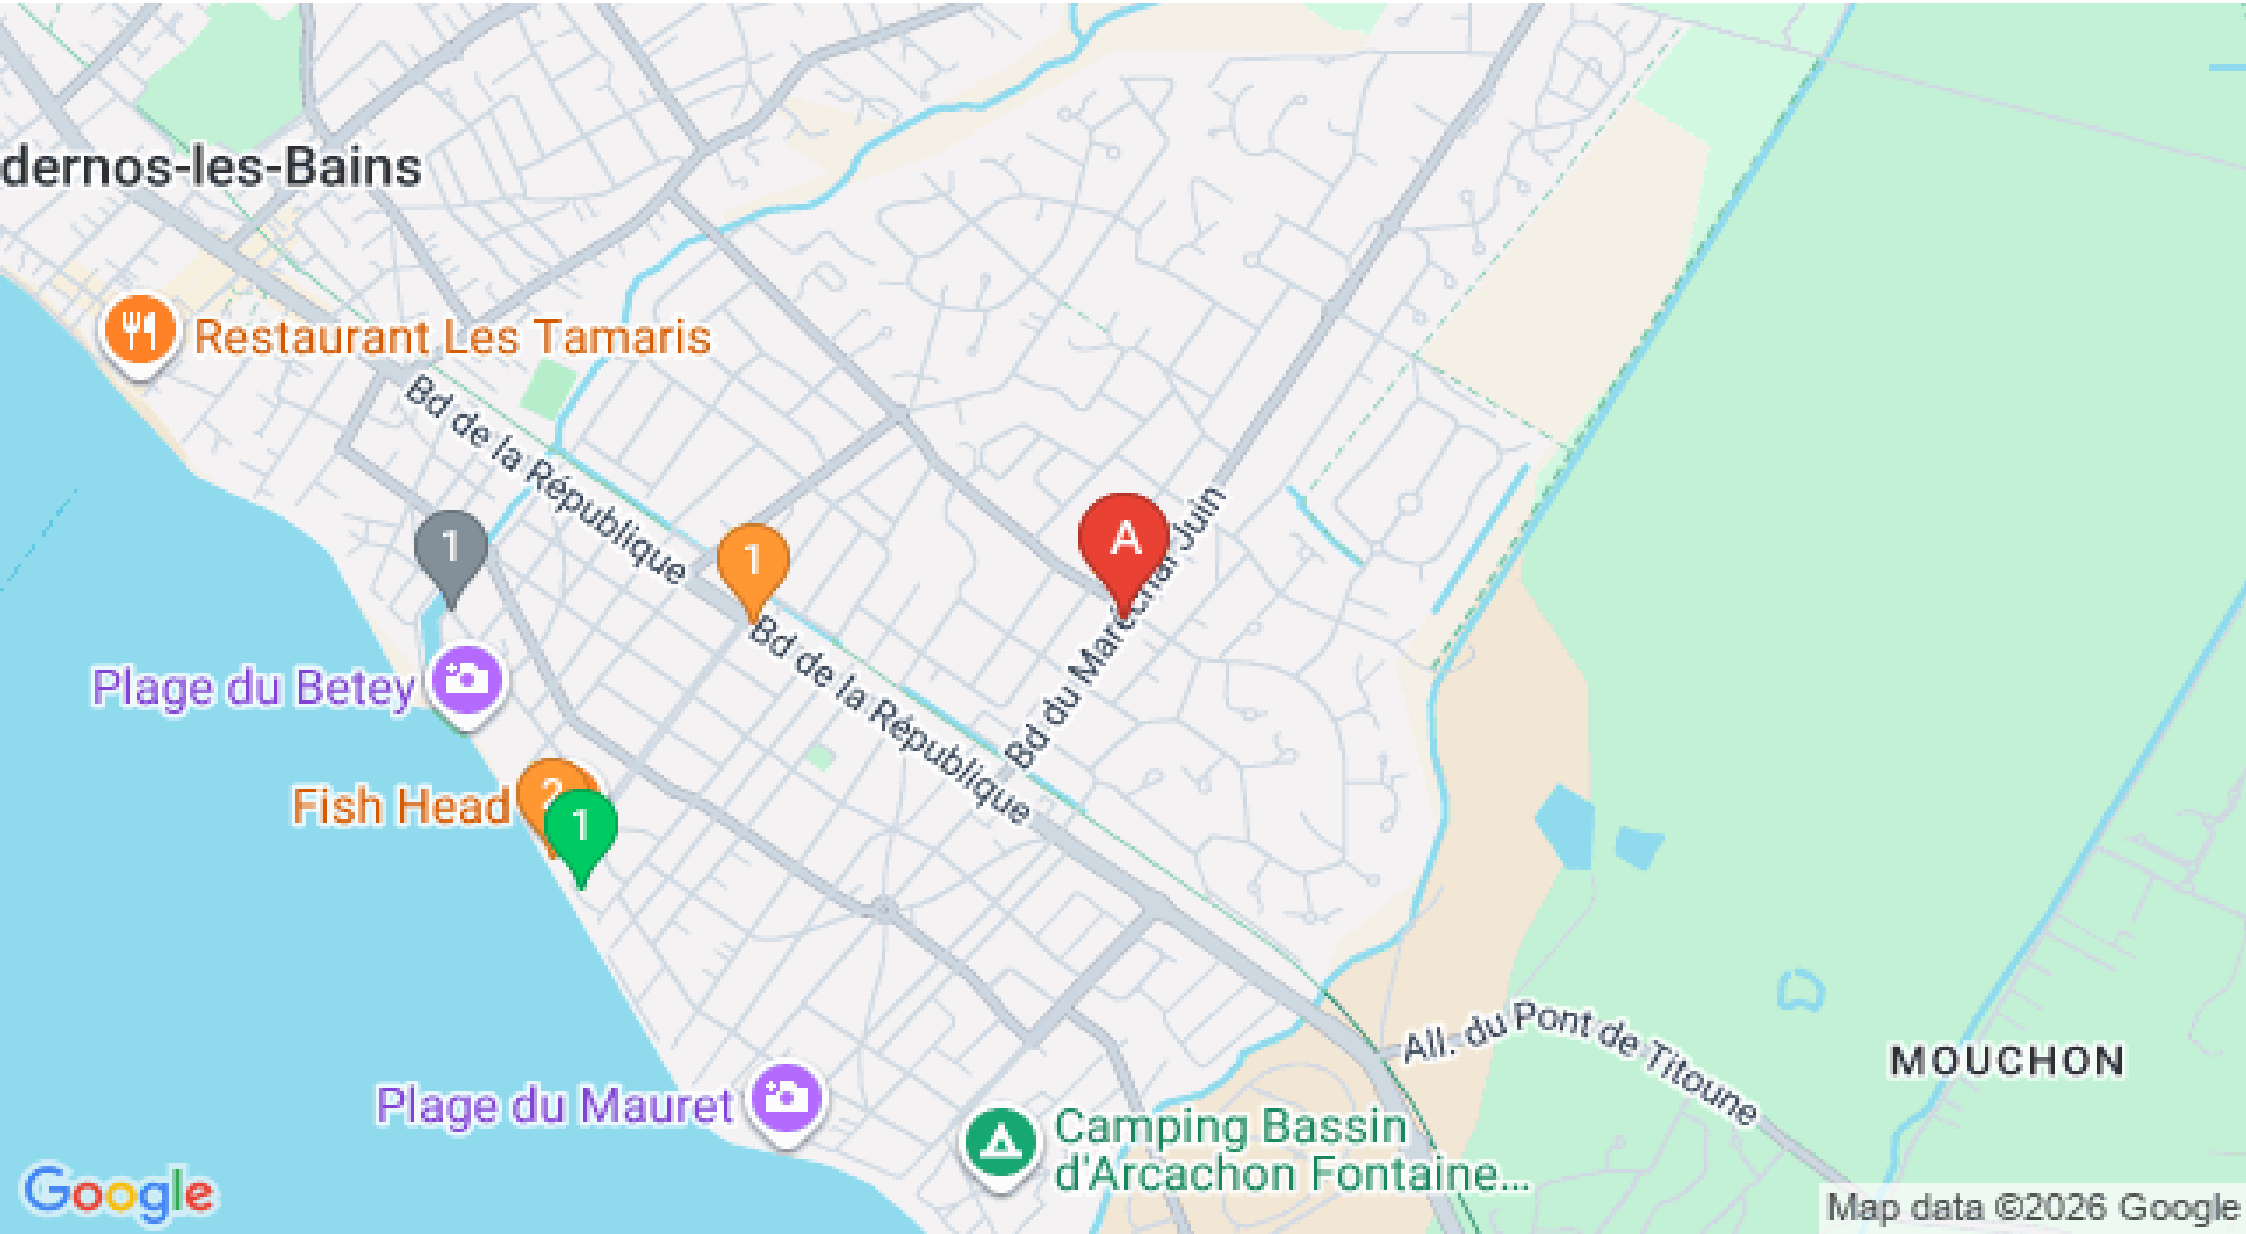 dernos-les-Bains
Restaurant Les Tamaris
Bd de la République
A
Bd du Maréchal Juin
1
1
Bd de la République
Plage du Betey
2
Fish Head
1
Plage du Mauret
Camping Bassin
d'Arcachon Fontaine...
All. du Pont de Titoune
MOUCHON
Google
Map data ©2026 Google